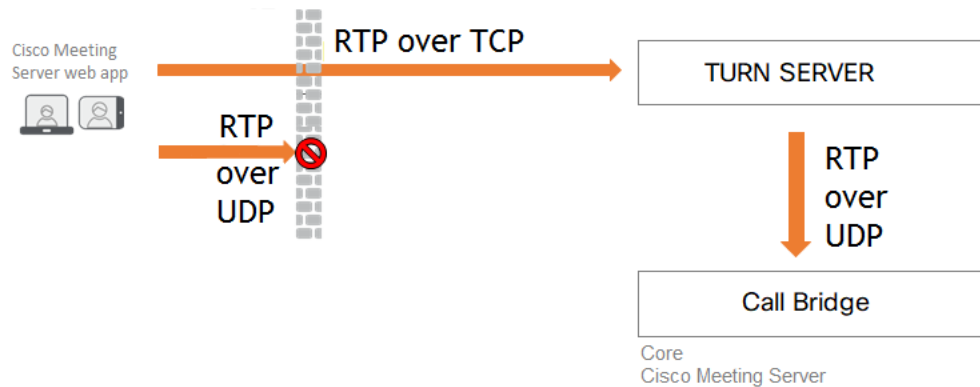 Cisco Meeting
Server web app
RTP over TCP
TURN SERVER
RTP
over
UDP
RTP
over
UDP
Call Bridge
Core
Cisco Meeting Server